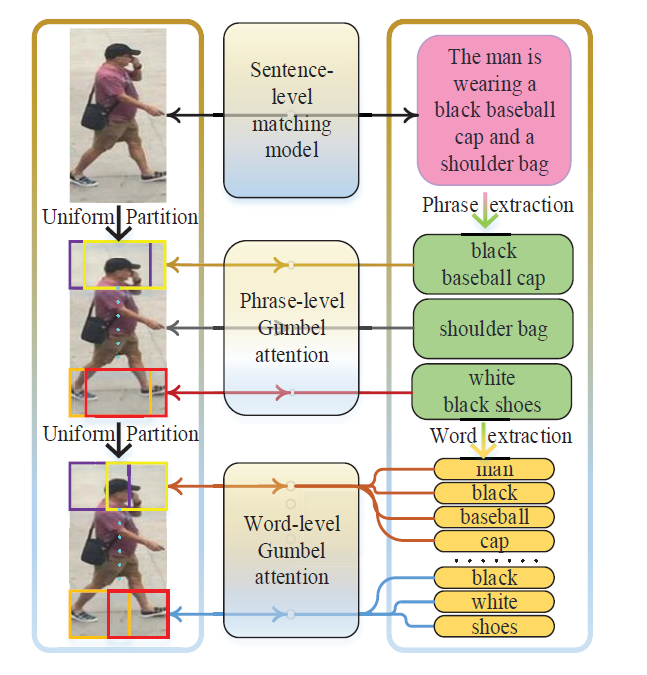 Sentence-
level
matching
model
The man is
wearing a
black baseball
cap and a
shoulder bag
Uniform Partition
Phrase extraction
Phrase-level
Gumbel
attention
black
baseball cap
shoulder bag
white
black shoes
Uniform Partition
Word extraction
Word-level
Gumbel
attention
man
black
baseball
cap
black
white
shoes